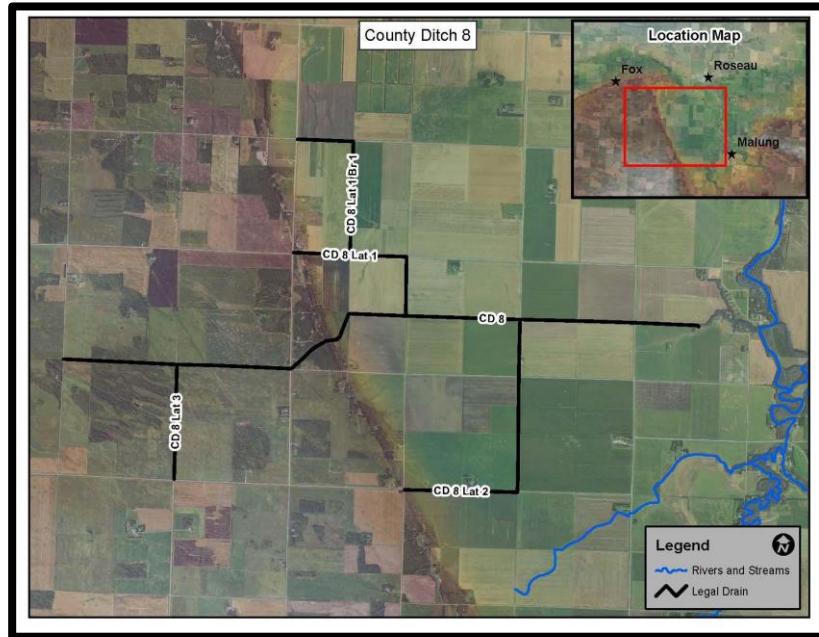 County Ditch 8
Location Map
Fox
Roseau
Malung
CD 8 Lat 1 Br 1
CD 8 Lat 1
CD 8
CD 8 Lat 3
CD 8 Lat 2
Legend
N
Rivers and Streams
Legal Drain